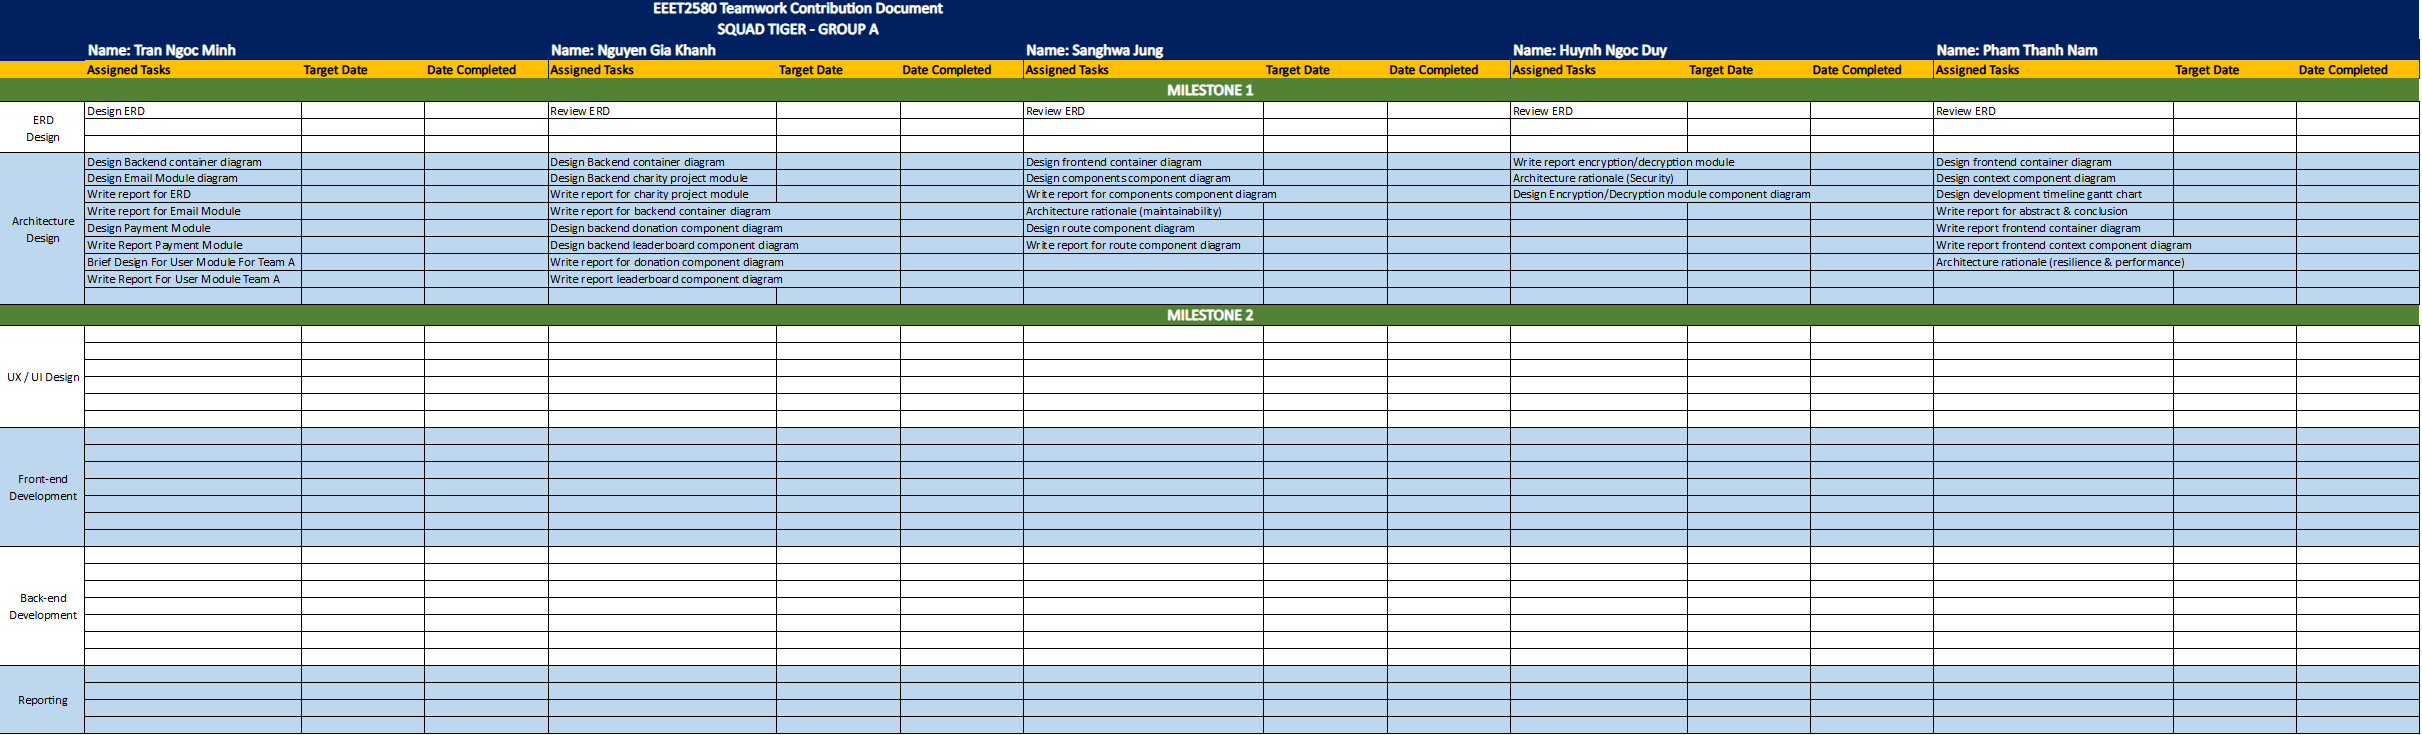 EEET2580 Teamwork Contribution Document
SQUAD TIGER - GROUP A
Name: Tran Ngoc Minh Name: Nguyen Gia Khanh Name: Sanghwa Jung Name: Huynh Ngoc Duy Name: Pham Thanh Nam
Assigned Tasks Target Date Date Completed Assigned Tasks Target Date Date Completed Assigned Tasks Target Date Date Completed Assigned Tasks Target Date Date Completed Assigned Tasks Target Date Date Completed
MILESTONE 1
ERD
Design
Design ERD Review ERD Review ERD Review ERD Review ERD
Architecture
Design
Design Backend container diagram Design Backend container diagram Design frontend container diagram Write report encryption/decryption module Design frontend container diagram
Design Email Module diagram Design Backend charity project module Design components component diagram Architecture rationale (Security) Design context component diagram
Write report for ERD Write report for charity project module Write report for components component diagram Design Encryption/Decryption module component diagram Design development timeline gantt chart
Write report for Email Module Write report for backend container diagram Architecture rationale (maintainability) Write report for abstract & conclusion
Design Payment Module Design backend donation component diagram Design route component diagram Write report frontend container diagram
Write Report Payment Module Design backend leaderboard component diagram Write report for route component diagram Write report frontend context component diagram
Brief Design For User Module For Team A Write report for donation component diagram Architecture rationale (resilience & performance)
Write Report For User Module Team A Write report leaderboard component diagram
MILESTONE 2
UX / UI Design
Front-end
Development
Back-end
Development
Reporting